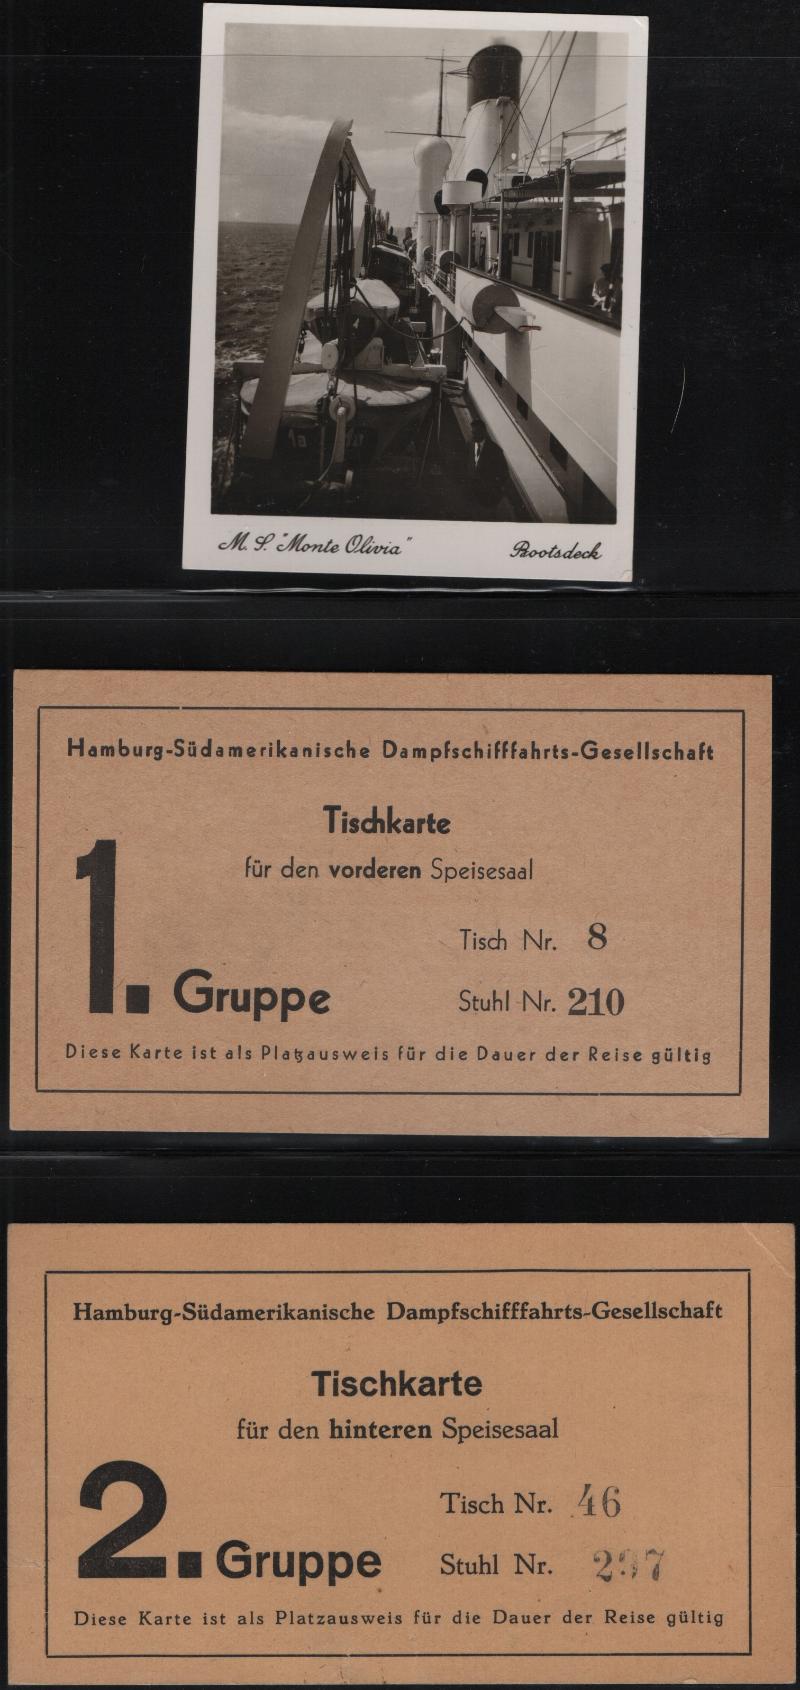 M. S. "Monte Olivia"
Bootsdeck
Hamburg-Südamerikanische Dampfschifffahrts-Gesellschaft
Tischkarte
für den vorderen Speisesaal
Tisch Nr. 8
1. Gruppe
Stuhl Nr. 210
Diese Karte ist als Platzausweis für die Dauer der Reise gültig
Hamburg-Südamerikanische Dampfschifffahrts-Gesellschaft
Tischkarte
für den hinteren Speisesaal
Tisch Nr. 46
2. Gruppe
Stuhl Nr. 297
Diese Karte ist als Platzausweis für die Dauer der Reise gültig